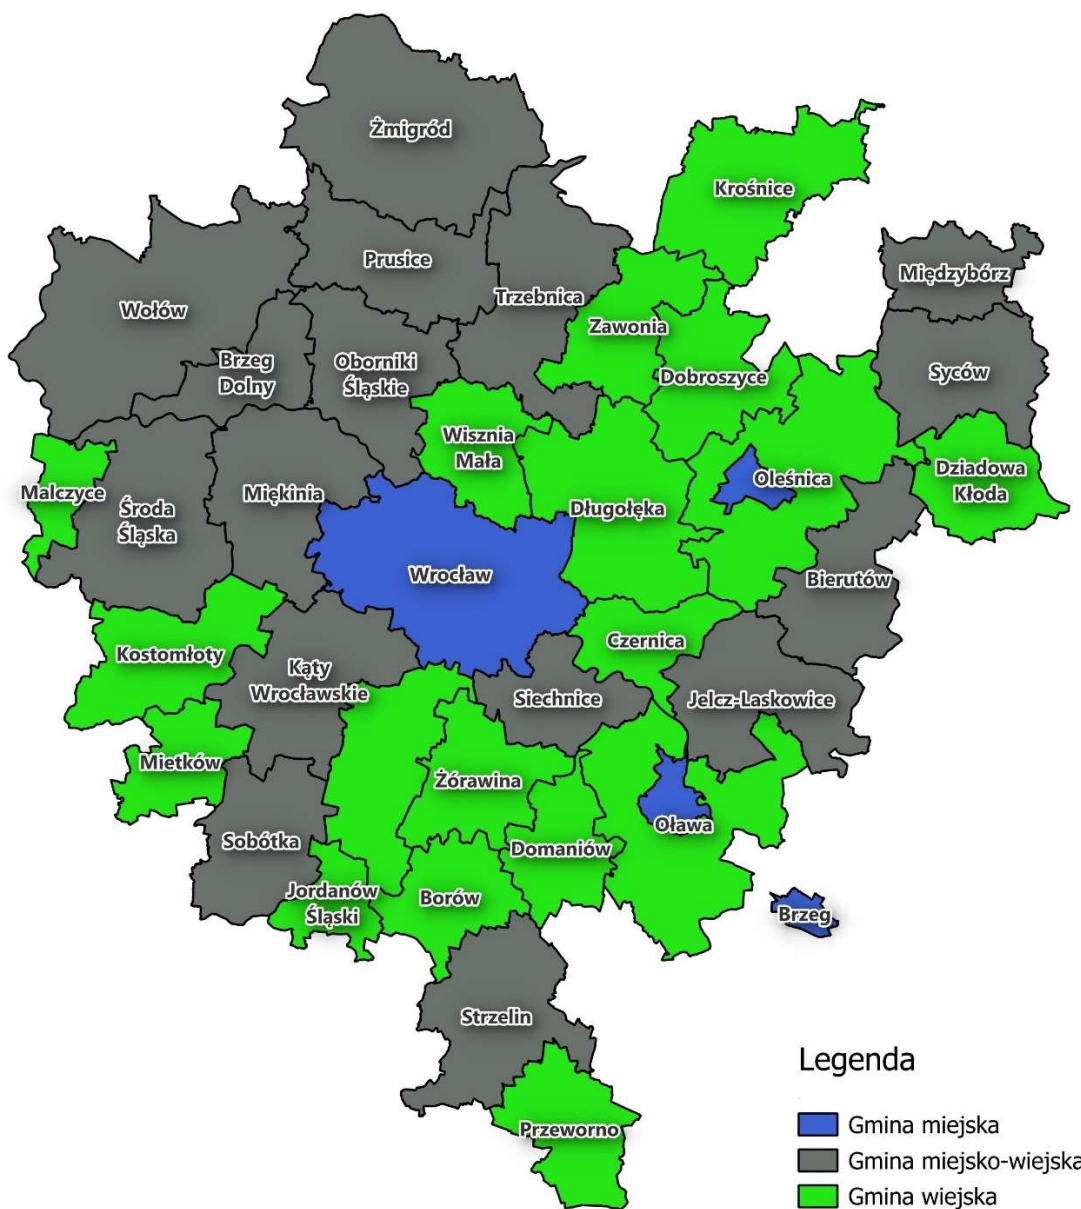 Żmigród
Krośnice
Prusice
Międzybórz
Trzebnica
Wołów
Zawonia
Brzeg
Dolny
Oborniki
Śląskie
Dobroszyce
Syców
Wisznia
Mała
Malczyce
Miękinia
Oleśnica
Dziadowa
Kłoda
Środa
Śląska
Długołęka
Wrocław
Bierutów
Kostomłoty
Czernica
Kąty
Wrocławskie
Siechnice
Jelcz-Laskowice
Mietków
Żórawina
Oława
Sobótka
Domaniów
Jordanów
Śląski
Borów
Brzeg
Strzelin
Przeworno
Legenda
Gmina miejska
Gmina miejsko-wiejska
Gmina wiejska